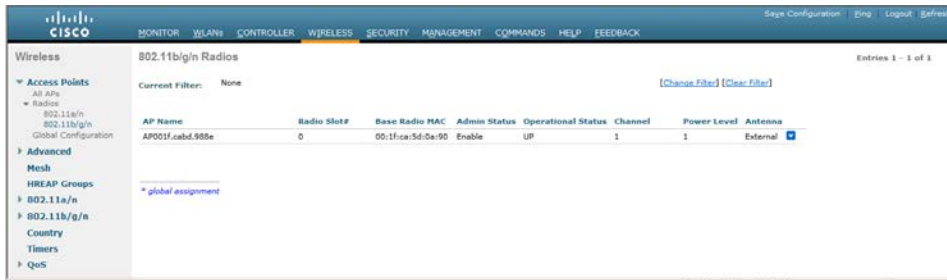 Save Configuration Ping Logout Refres
CISCO
MONITOR WLANs CONTROLLER WIRELESS SECURITY MANAGEMENT COMMANDS HELP FEEDBACK
Wireless
Access Points
All APs
Radios
802.11a/n
802.11b/g/n
Global Configuration
Advanced
Mesh
HREAP Groups
802.11a/n
802.11b/g/n
Country
Timers
QoS
802.11b/g/n Radios
Entries 1 - 1 of 1
Current Filter: None
[Change Filter] [Clear Filter]
AP Name Radio Slot# Base Radio MAC Admin Status Operational Status Channel Power Level Antenna
AP001f.cabd.988e 0 00:1f:ca:5d:0a:90 Enable UP 1 1 External
* global assignment